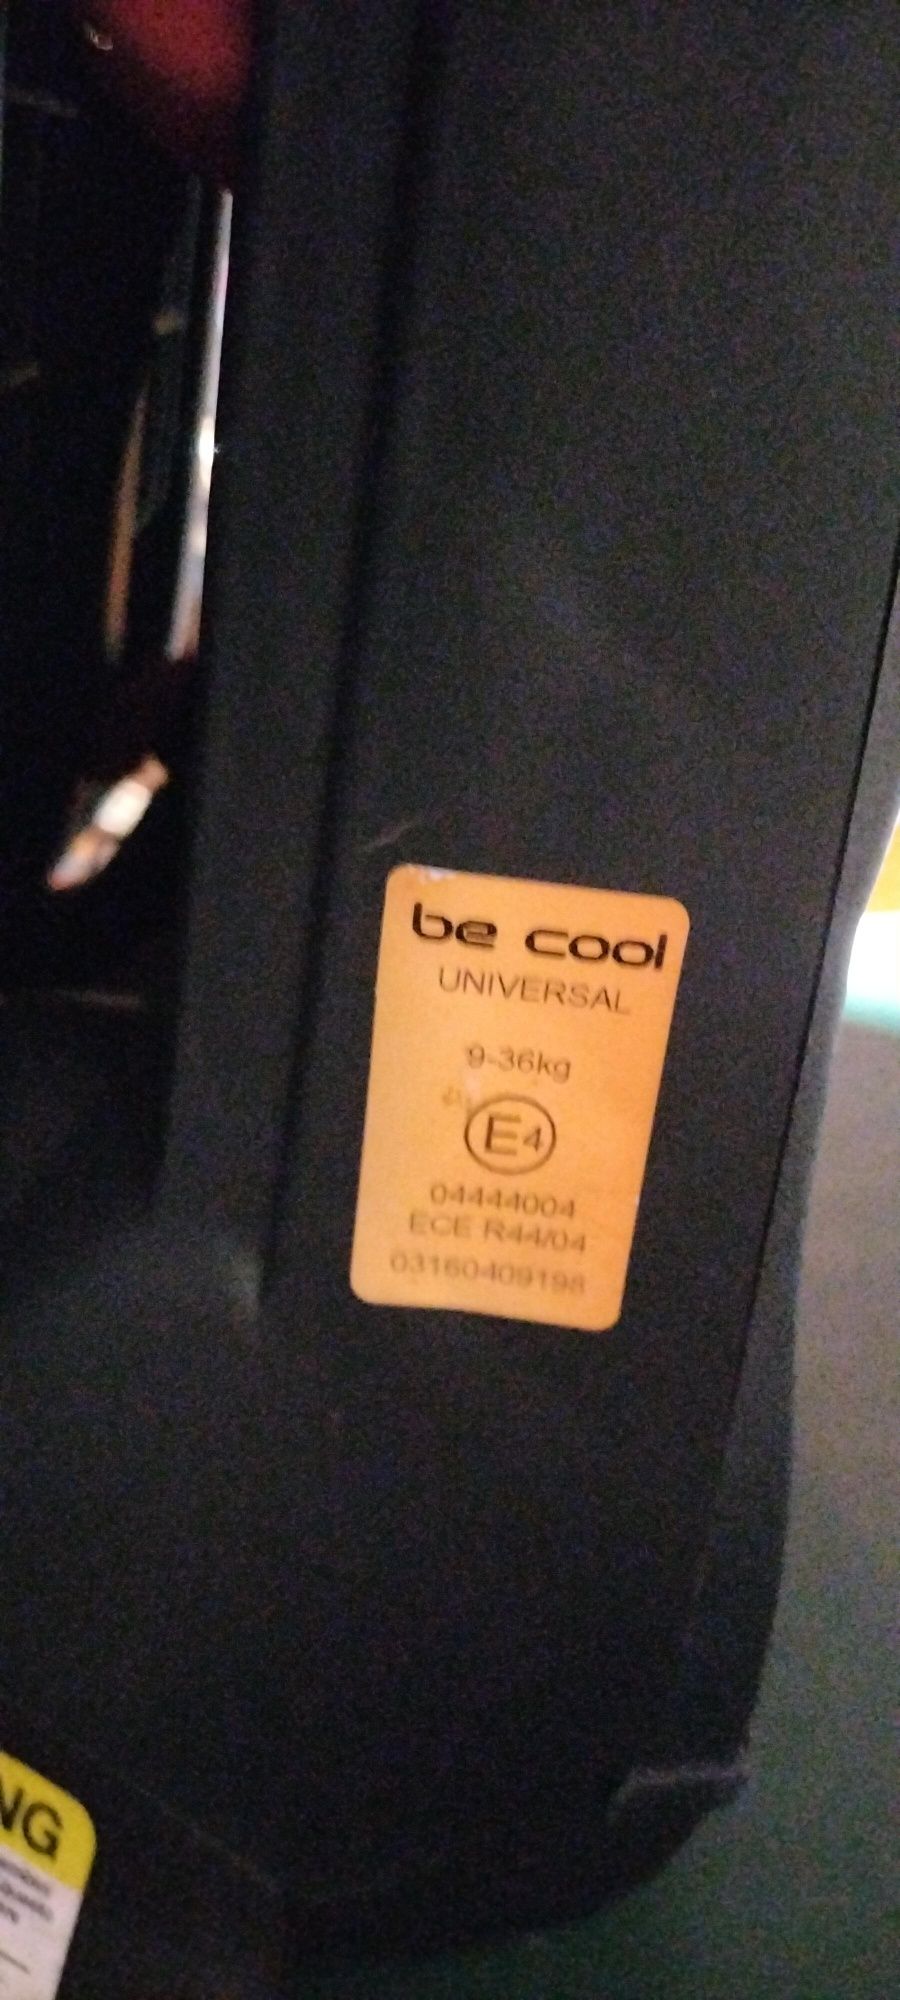 be cool
UNIVERSAL
9-36kg
E4
04444004
ECE R44/04
03160409198
NG